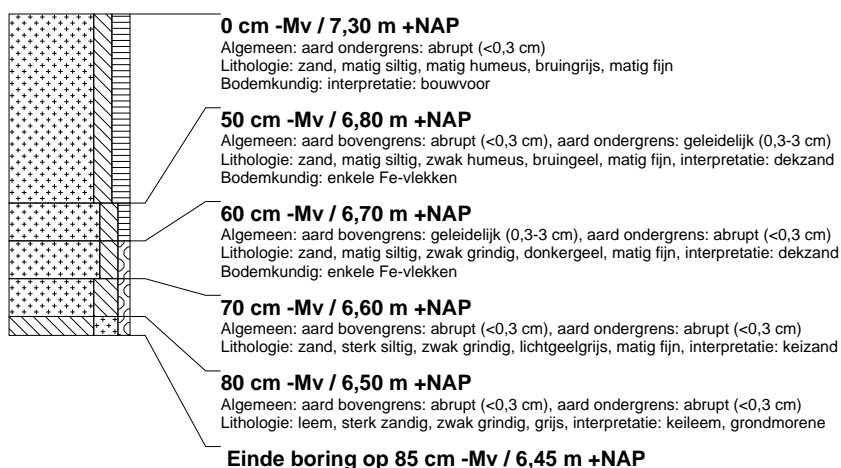 0 cm -Mv / 7,30 m +NAP
Algemeen: aard ondergrens: abrupt (<0,3 cm)
Lithologie: zand, matig siltig, matig humeus, bruingrijs, matig fijn
Bodemkundig: interpretatie: bouwvoor
50 cm -Mv / 6,80 m +NAP
Algemeen: aard bovengrens: abrupt (<0,3 cm), aard ondergrens: geleidelijk (0,3-3 cm)
Lithologie: zand, matig siltig, zwak humeus, bruingeel, matig fijn, interpretatie: dekzand
Bodemkundig: enkele Fe-vlekken
60 cm -Mv / 6,70 m +NAP
Algemeen: aard bovengrens: geleidelijk (0,3-3 cm), aard ondergrens: abrupt (<0,3 cm)
Lithologie: zand, matig siltig, zwak grindig, donkergeel, matig fijn, interpretatie: dekzand
Bodemkundig: enkele Fe-vlekken
70 cm -Mv / 6,60 m +NAP
Algemeen: aard bovengrens: abrupt (<0,3 cm), aard ondergrens: abrupt (<0,3 cm)
Lithologie: zand, sterk siltig, zwak grindig, lichtgeelgrijs, matig fijn, interpretatie: keizand
80 cm -Mv / 6,50 m +NAP
Algemeen: aard bovengrens: abrupt (<0,3 cm), aard ondergrens: abrupt (<0,3 cm)
Lithologie: leem, sterk zandig, zwak grindig, grijs, interpretatie: keileem, grondmorene
Einde boring op 85 cm -Mv / 6,45 m +NAP